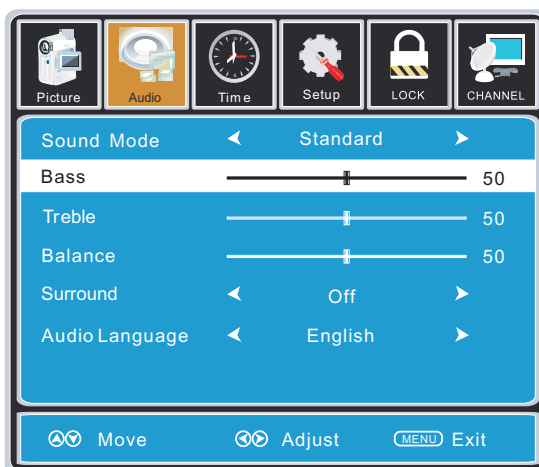 Picture Audio Time Setup LOCK CHANNEL
Sound Mode Standard
Bass 50
Treble 50
Balance 50
Surround Off
Audio Language English
Move Adjust MENU Exit